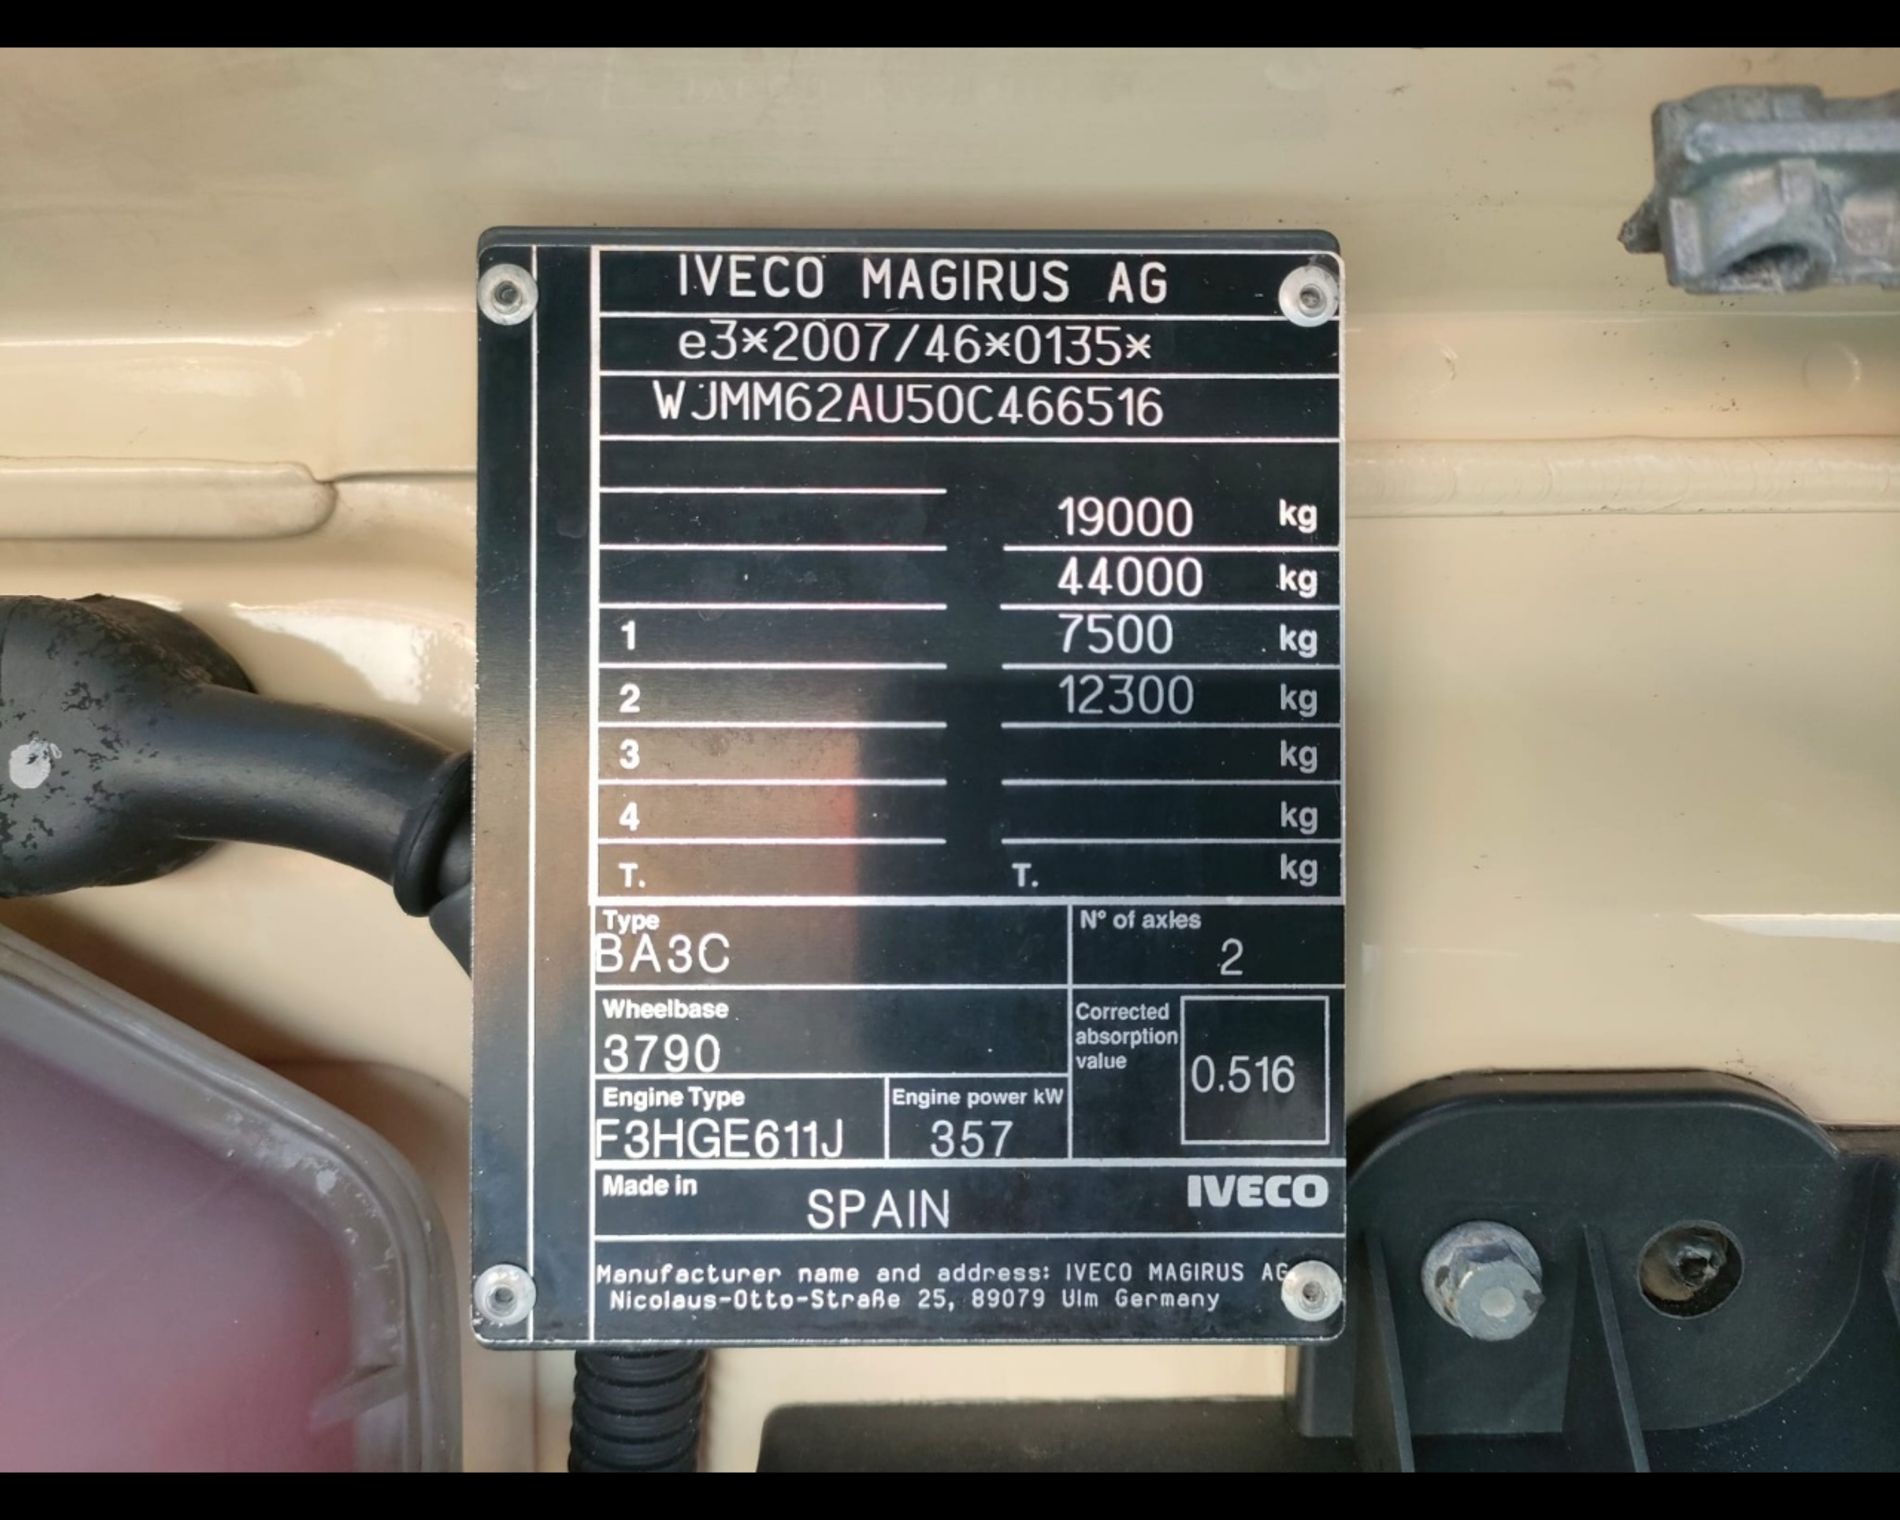 IVECO MAGIRUS AG
e3*2007/46*0135*
WJMM62AU50C466516
19000 kg
44000 kg
1 7500 kg
2 12300 kg
3 kg
4 kg
T. T. kg
Type N° of axles
BA3C 2
Wheelbase
3790
Corrected
absorption
value
0.516
Engine Type Engine power kW
F3HGE611J 357
Made in SPAIN IVECO
Manufacturer name and address: IVECO MAGIRUS AG
Nicolaus-Otto-Straße 25, 89079 Ulm Germany